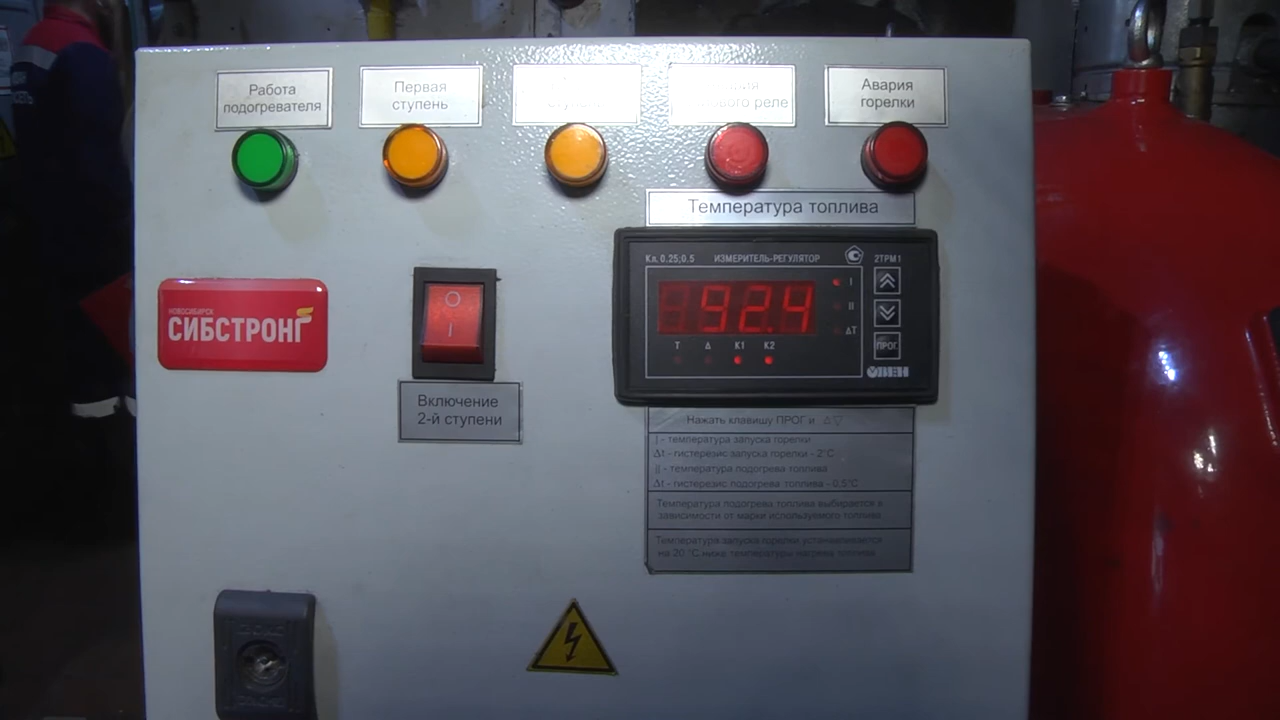 Работа
подогревателя
Первая
ступень
реле
Авария
горелки
Температура топлива
Кл. 0.25;0.5 ИЗМЕРИТЕЛЬ-РЕГУЛЯТОР 2ТРМ1
92.4
I
II
ΔT
T Δ K1 K2
ПРОГ.
ОВЕН
НОВОСИБИРСК
СИБСТРОНГ
O
I
Включение
2-й ступени
Нажать клавишу ПРОГ и △▽
I - температура запуска горелки
Δt - гистерезис запуска горелки - 2°C
II - температура подогрева топлива
Δt - гистерезис подогрева топлива - 0,5°C
Температура подогрева топлива выбирается в
зависимости от марки используемого топлива
Температура запуска горелки устанавливается
на 20 °C ниже температуры нагрева топлива